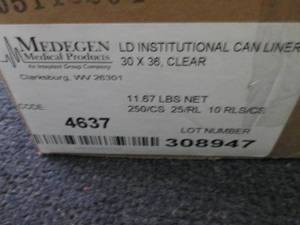 MEDEGEN
Medical Products
An Inteplast Group Company
Clarksburg, WV 26301
LD INSTITUTIONAL CAN LINER
30 X 36, CLEAR
11.67 LBS NET
250/CS 25/RL 10 RLS/CS
CODE:
4637
LOT NUMBER
308947